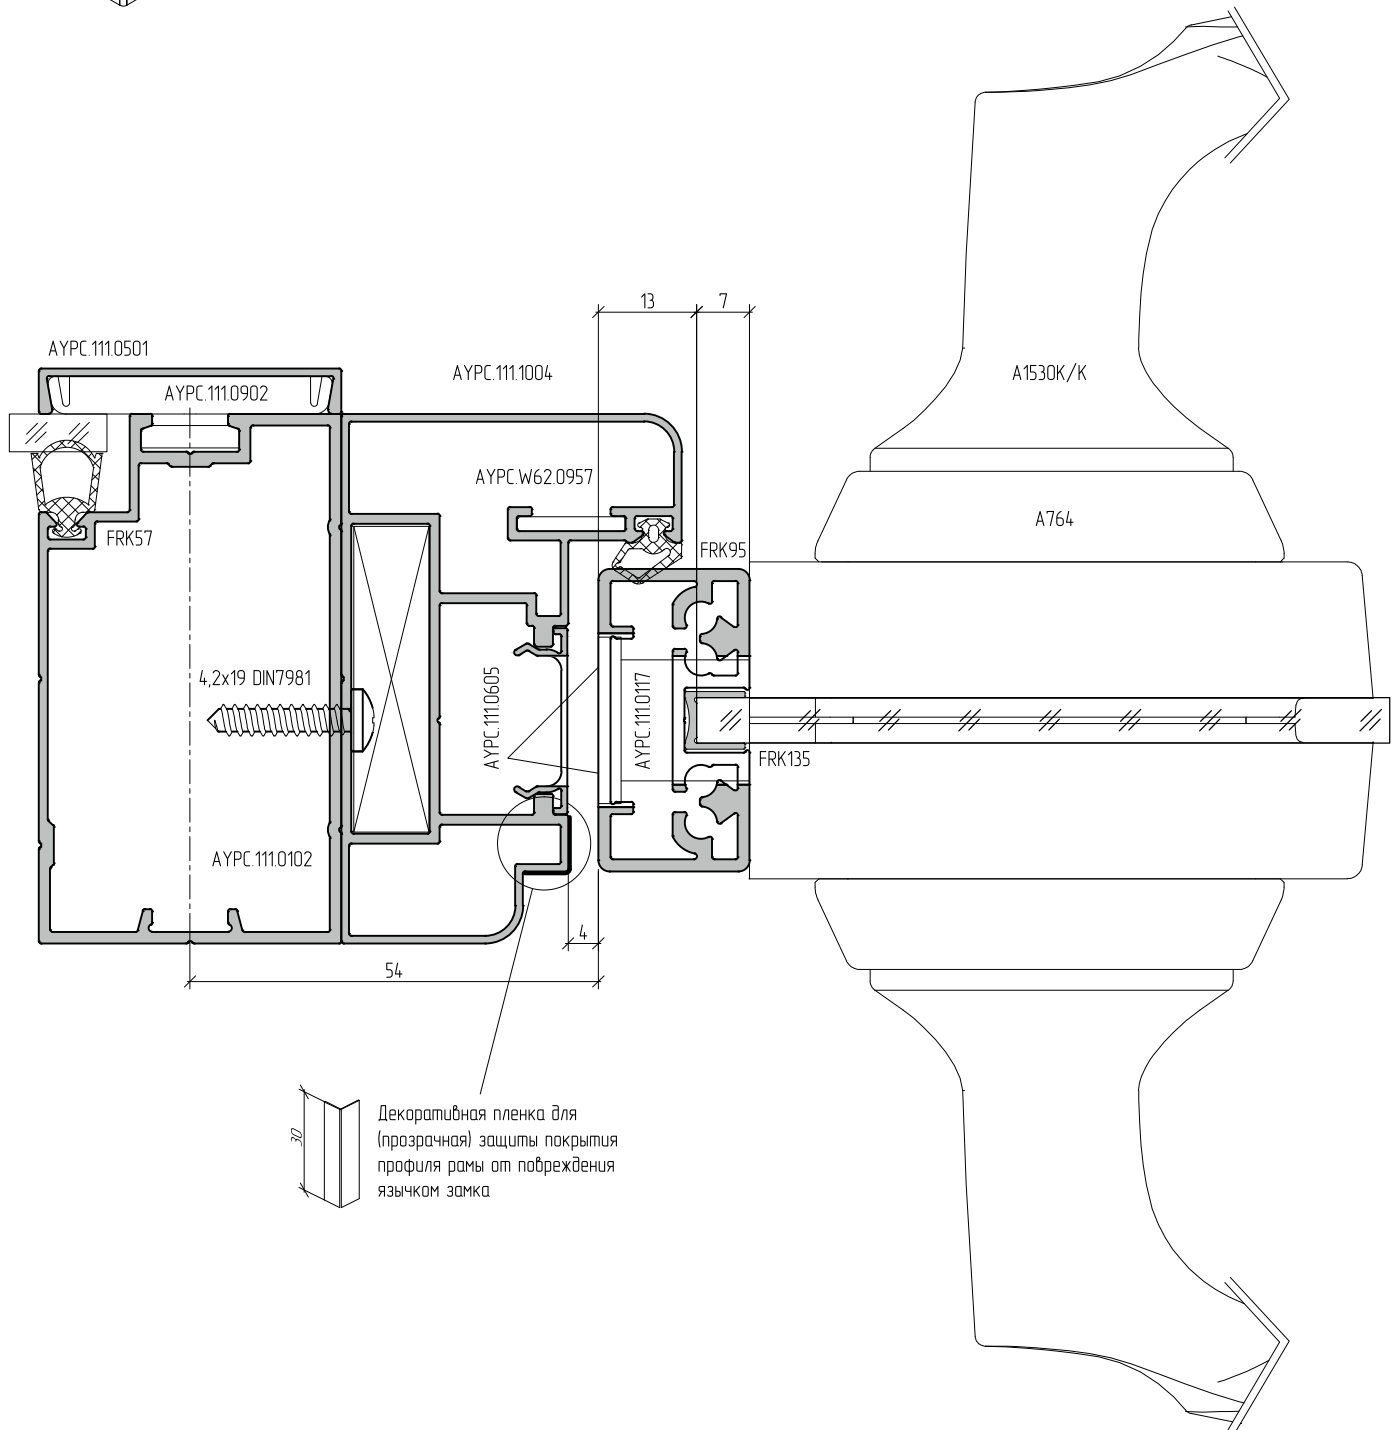 13
7
AYPC.111.0501
AYPC.111.1004
A1530K/K
AYPC.111.0902
AYPC.W62.0957
A764
FRK57
FRK95
4,2x19 DIN7981
AYPC.111.0605
AYPC.111.0117
FRK135
AYPC.111.0102
4
54
30
Декоративная пленка для
(прозрачная) защиты покрытия
профиля рамы от повреждения
язычком замка